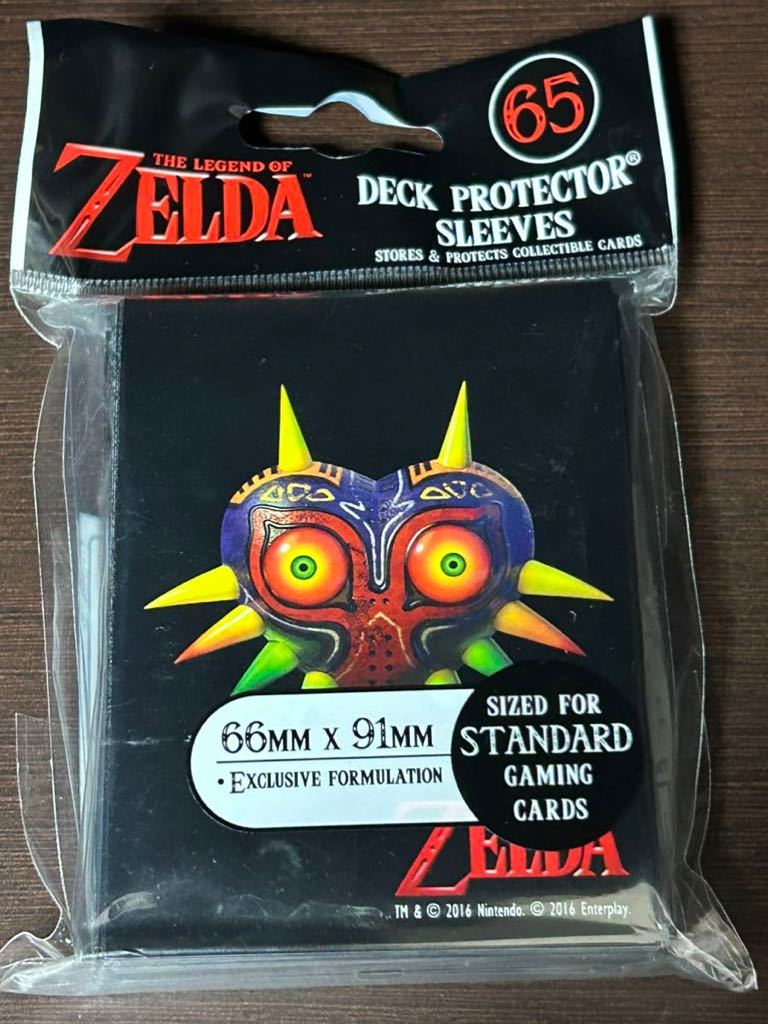 65
THE LEGEND OF
ZELDA™
DECK PROTECTOR®
SLEEVES
STORES & PROTECTS COLLECTIBLE CARDS
66MM X 91MM
• EXCLUSIVE FORMULATION
SIZED FOR
STANDARD
GAMING
CARDS
ZELDA
TM & © 2016 Nintendo. © 2016 Enterplay.